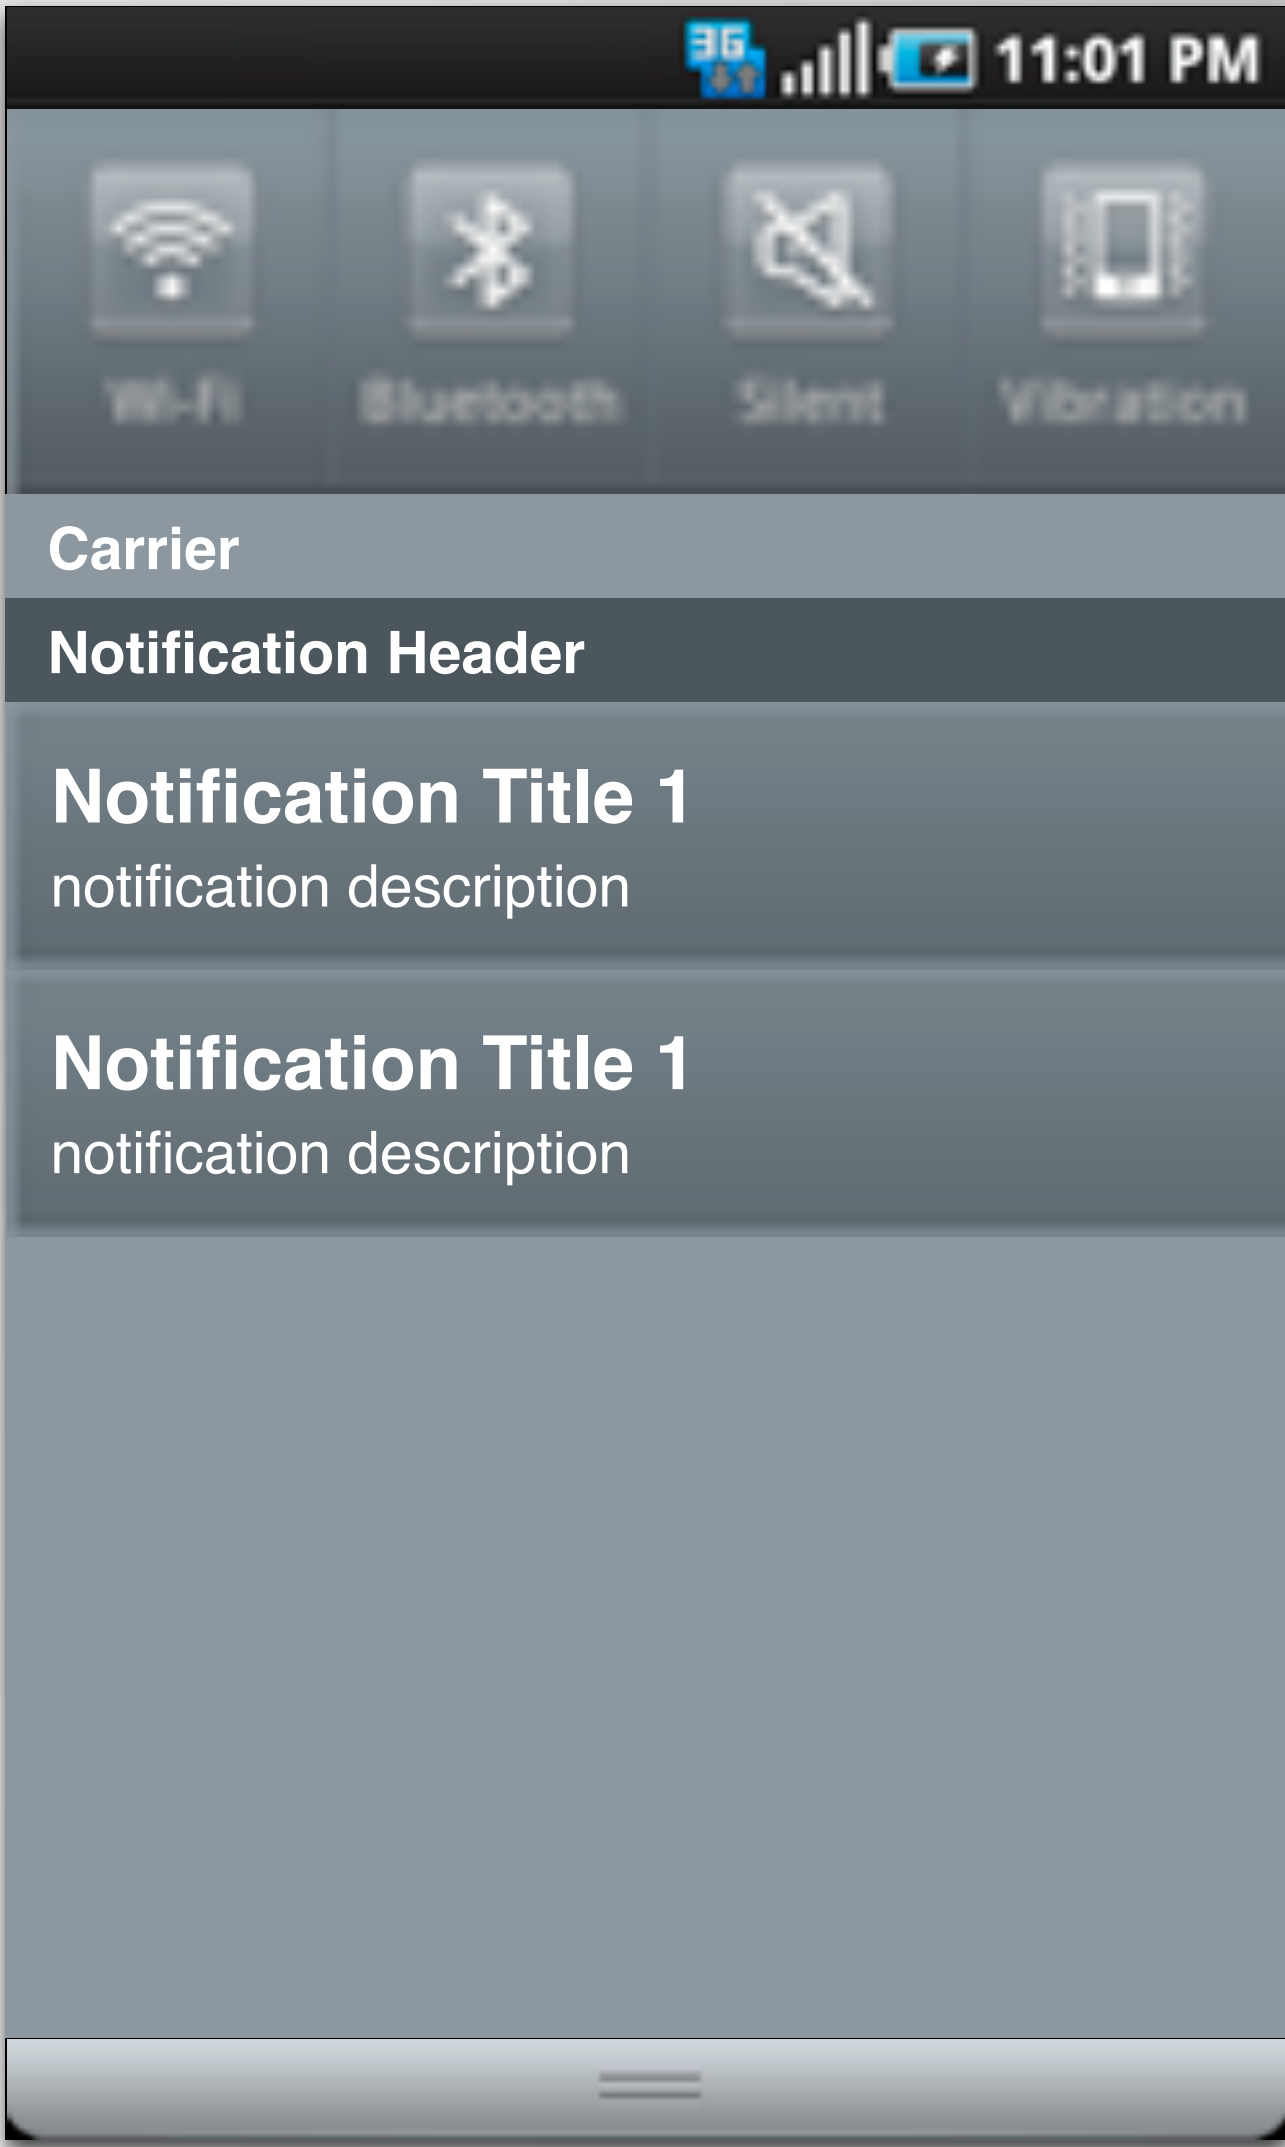 3G 11:01 PM
Wi-Fi Bluetooth Silent Vibration
Carrier
Notification Header
Notification Title 1
notification description
Notification Title 1
notification description